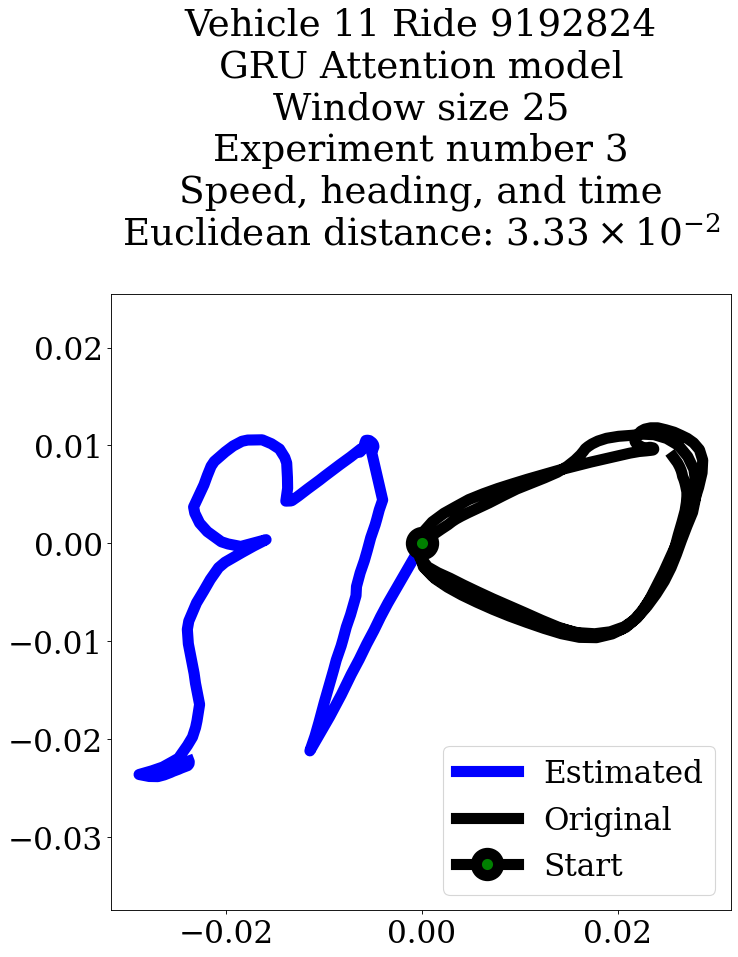 Vehicle 11 Ride 9192824
GRU Attention model
Window size 25
Experiment number 3
Speed, heading, and time
Euclidean distance: 3.33 × 10⁻²
0.02
0.01
0.00
−0.01
−0.02
−0.03
Estimated
Original
Start
−0.02 0.00 0.02